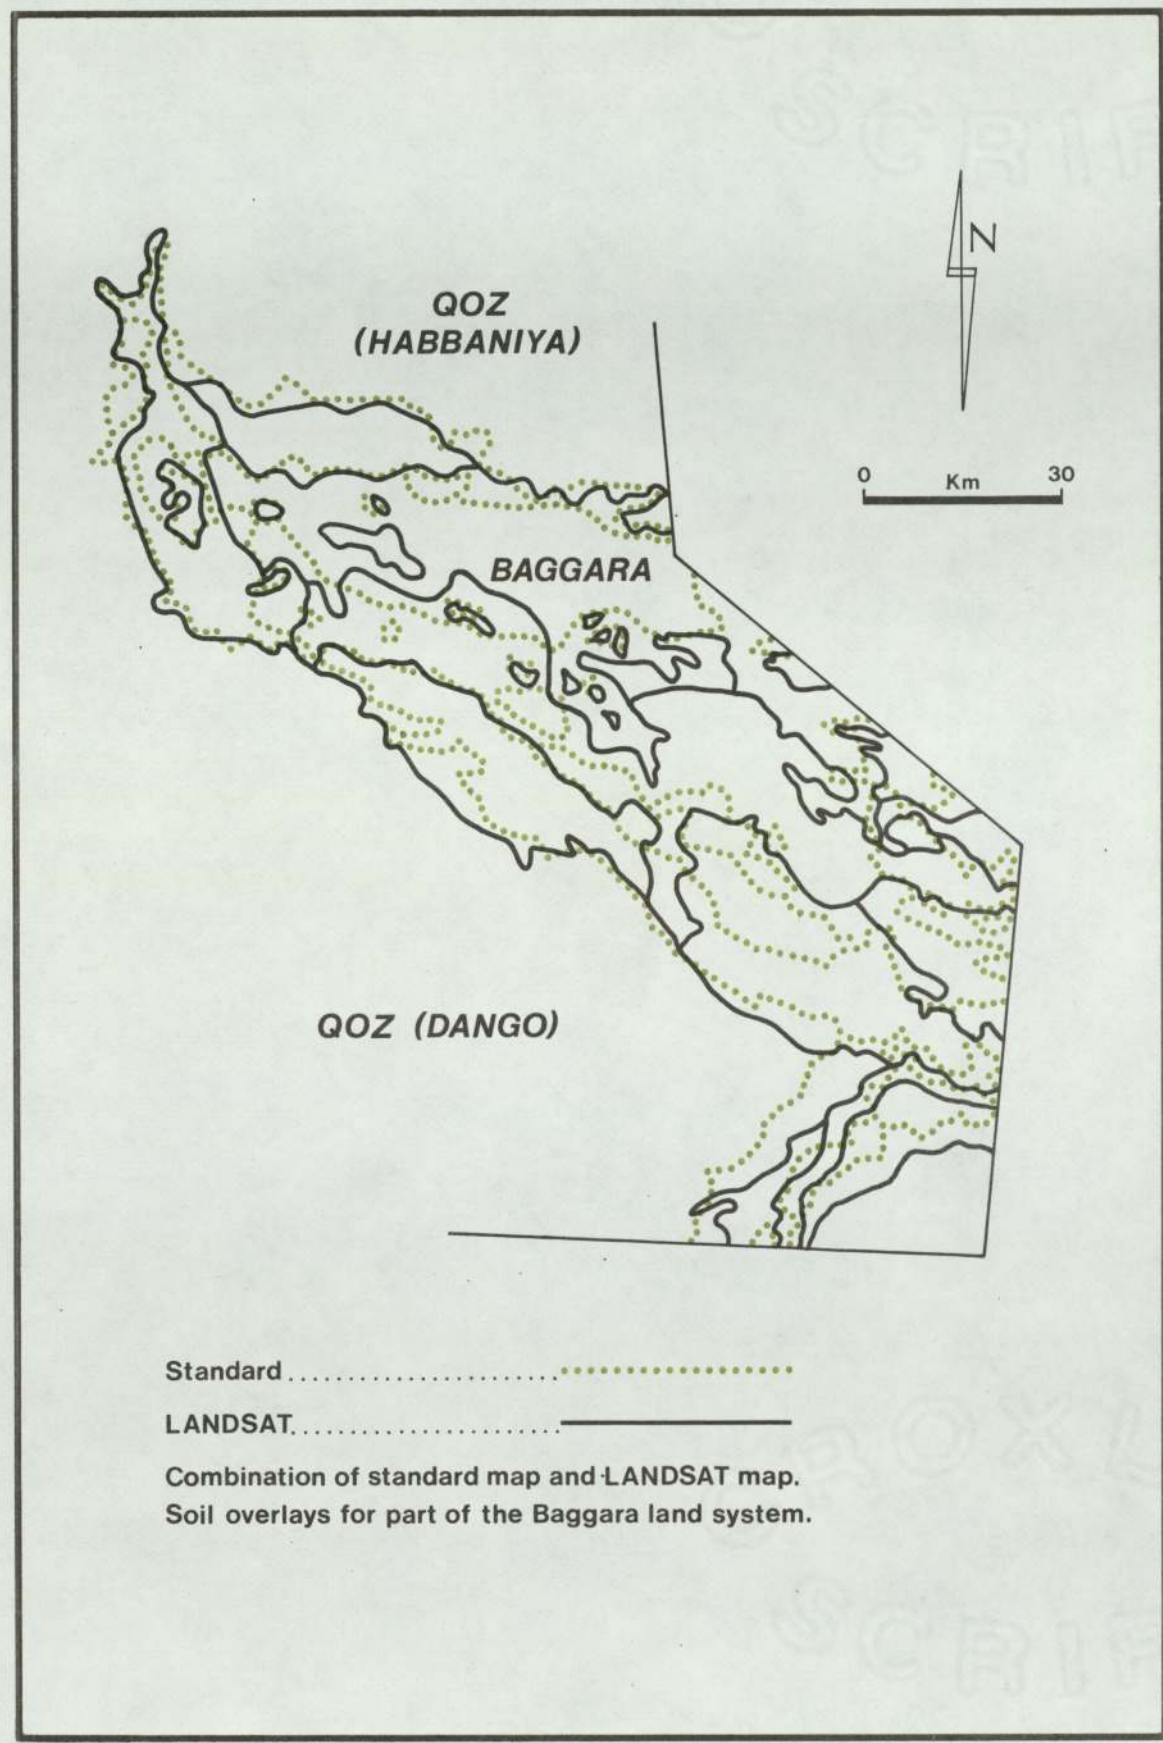 SCRIP
N
QOZ
(HABBANIYA)
0 Km 30
BAGGARA
QOZ (DANGO)
Standard.......................
LANDSAT.......................
Combination of standard map and LANDSAT map.
Soil overlays for part of the Baggara land system.